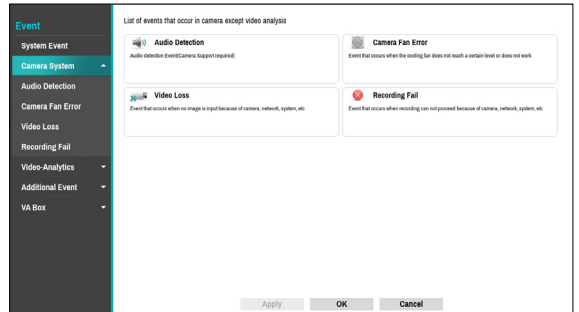 Event
System Event
Camera System
Audio Detection
Camera Fan Error
Video Loss
Recording Fail
Video-Analytics
Additional Event
VA Box
List of events that occur in camera except video analysis
Audio Detection
Audio detection Event(Camera Support required)
Camera Fan Error
Event that occurs when the cooling fan does not reach a certain level or does not work
Video Loss
Event that occurs when no image is input because of camera, network, system, etc
Recording Fail
Event that occurs when recording can not proceed because of camera, network, system, etc
Apply
OK
Cancel